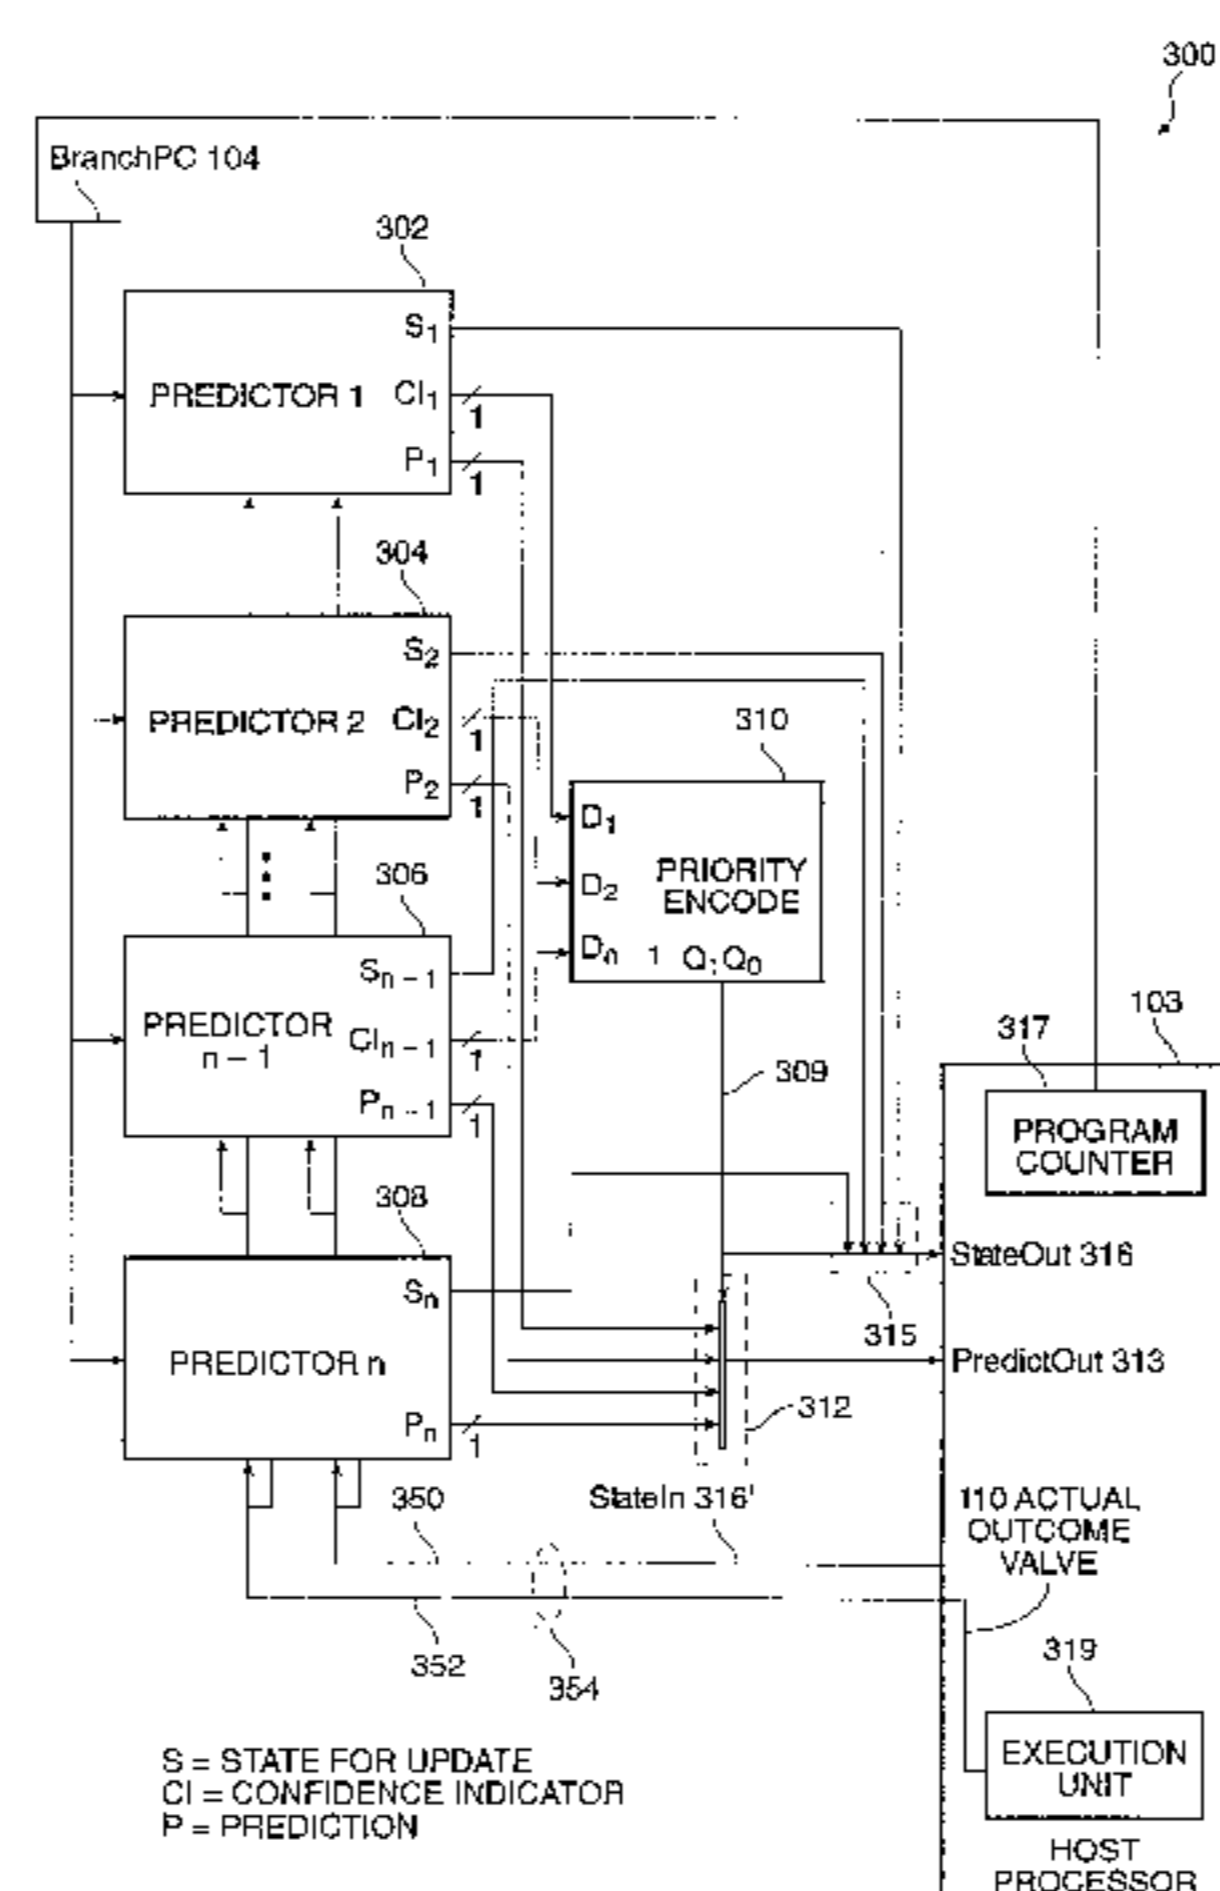 300
BranchPC 104
302
S1
PREDICTOR 1
CI1
1
P1
1
304
S2
PREDICTOR 2
CI2
1
P2
1
310
D1
D2
Dn
PRIORITY
ENCODE
1 Q1Q0
306
Sn-1
PREDICTOR
n-1
CIn-1
1
Pn-1
1
309
103
317
PROGRAM
COUNTER
308
Sn
PREDICTOR n
Pn
1
StateOut 316
315
PredictOut 313
312
350
StateIn 316'
110 ACTUAL
OUTCOME
VALVE
352
354
319
EXECUTION
UNIT
HOST
PROCESSOR
S = STATE FOR UPDATE
CI = CONFIDENCE INDICATOR
P = PREDICTION